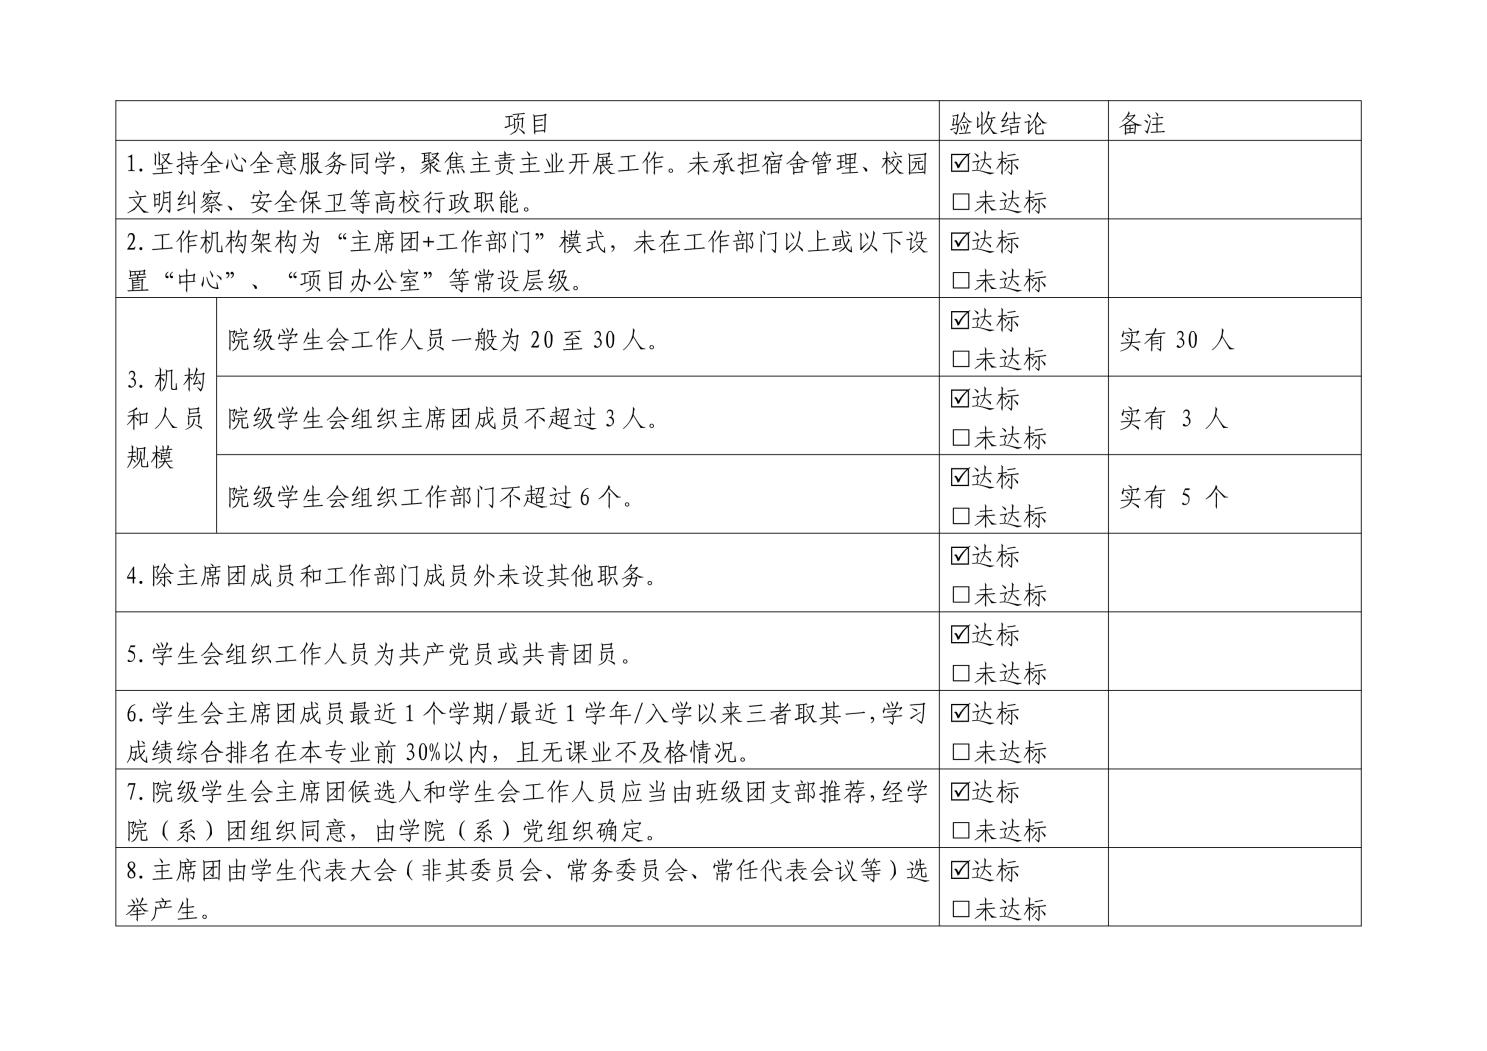 项目 验收结论 备注
1.坚持全心全意服务同学，聚焦主责主业开展工作。未承担宿舍管理、校园
文明纠察、安全保卫等高校行政职能。
☑达标
☐未达标
2.工作机构架构为“主席团+工作部门”模式，未在工作部门以上或以下设
置“中心”、“项目办公室”等常设层级。
☑达标
☐未达标
3.机构
和人员
规模
院级学生会工作人员一般为 20 至 30 人。
☑达标
☐未达标
实有 30 人
院级学生会组织主席团成员不超过 3 人。
☑达标
☐未达标
实有 3 人
院级学生会组织工作部门不超过 6 个。
☑达标
☐未达标
实有 5 个
4.除主席团成员和工作部门成员外未设其他职务。
☑达标
☐未达标
5.学生会组织工作人员为共产党员或共青团员。
☑达标
☐未达标
6.学生会主席团成员最近 1 个学期/最近 1 学年/入学以来三者取其一,学习
成绩综合排名在本专业前 30%以内，且无课业不及格情况。
☑达标
☐未达标
7.院级学生会主席团候选人和学生会工作人员应当由班级团支部推荐,经学
院（系）团组织同意，由学院（系）党组织确定。
☑达标
☐未达标
8.主席团由学生代表大会（非其委员会、常务委员会、常任代表会议等）选
举产生。
☑达标
☐未达标